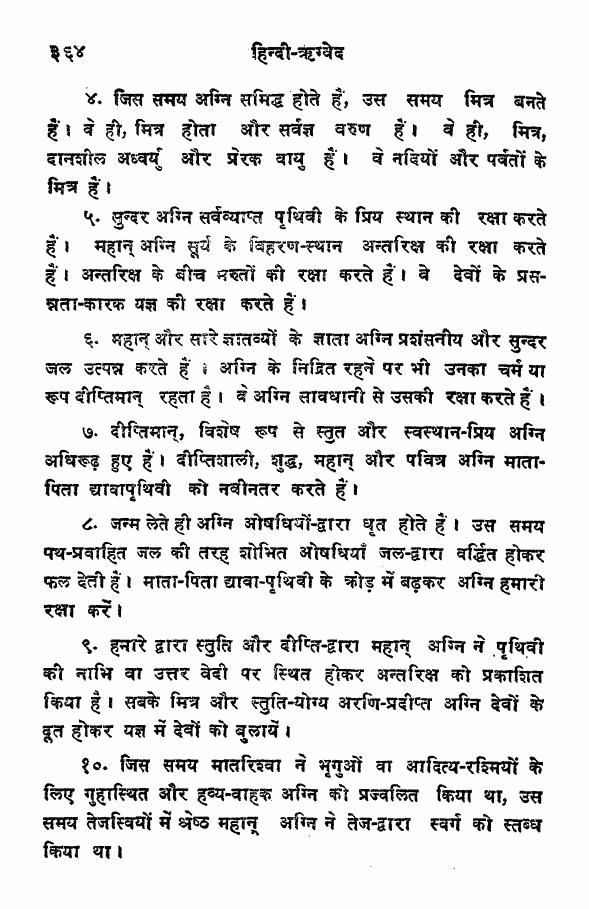 ३६४ हिन्दी-ऋग्वेद
४. जिस समय अग्नि समिद्ध होते हैं, उस समय मित्र बनते
हैं। वे ही, मित्र होता और सर्वज्ञ वरुण हैं। वे ही, मित्र,
दानशील अध्वर्यु और प्रेरक वायु हैं। वे नदियों और पर्वतों के
मित्र हैं।
५. सुन्दर अग्नि सर्वव्याप्त पृथिवी के प्रिय स्थान की रक्षा करते
हैं। महान् अग्नि सूर्य के विहरण-स्थान अन्तरिक्ष की रक्षा करते
हैं। अन्तरिक्ष के बीच मरुतों की रक्षा करते हैं। वे देवों के प्रस-
न्नता-कारक यज्ञ की रक्षा करते हैं।
६. महान् और सारे ज्ञातव्यों के ज्ञाता अग्नि प्रशंसनीय और सुन्दर
जल उत्पन्न करते हैं। अग्नि के निद्रित रहने पर भी उनका चर्म या
रूप दीप्तिमान् रहता है। वे अग्नि सावधानी से उसकी रक्षा करते हैं।
७. दीप्तिमान्, विशेष रूप से स्तुत और स्वस्थान-प्रिय अग्नि
अधिरूढ़ हुए हैं। दीप्तिशाली, शुद्ध, महान् और पवित्र अग्नि माता-
पिता द्यावापृथिवी को नवीनतर करते हैं।
८. जन्म लेते ही अग्नि ओषधियों-द्वारा धृत होते हैं। उस समय
पथ-प्रवाहित जल की तरह शोभित ओषधियाँ जल-द्वारा वर्द्धित होकर
फल देती हैं। माता-पिता द्यावा-पृथिवी के क्रोड़ में बढ़कर अग्नि हमारी
रक्षा करें।
९. हमारे द्वारा स्तुति और दीप्ति-द्वारा महान् अग्नि ने पृथिवी
की नाभि वा उत्तर वेदी पर स्थित होकर अन्तरिक्ष को प्रकाशित
किया है। सबके मित्र और स्तुति-योग्य अरणि-प्रदीप्त अग्नि देवों के
दूत होकर यज्ञ में देवों को बुलायें।
१०. जिस समय मातरिश्वा ने भृगुओं वा आदित्य-रश्मियों के
लिए गुहास्थित और हव्य-वाहक अग्नि को प्रज्वलित किया था, उस
समय तेजस्वियों में श्रेष्ठ महान् अग्नि ने तेज-द्वारा स्वर्ग को स्तब्ध
किया था।